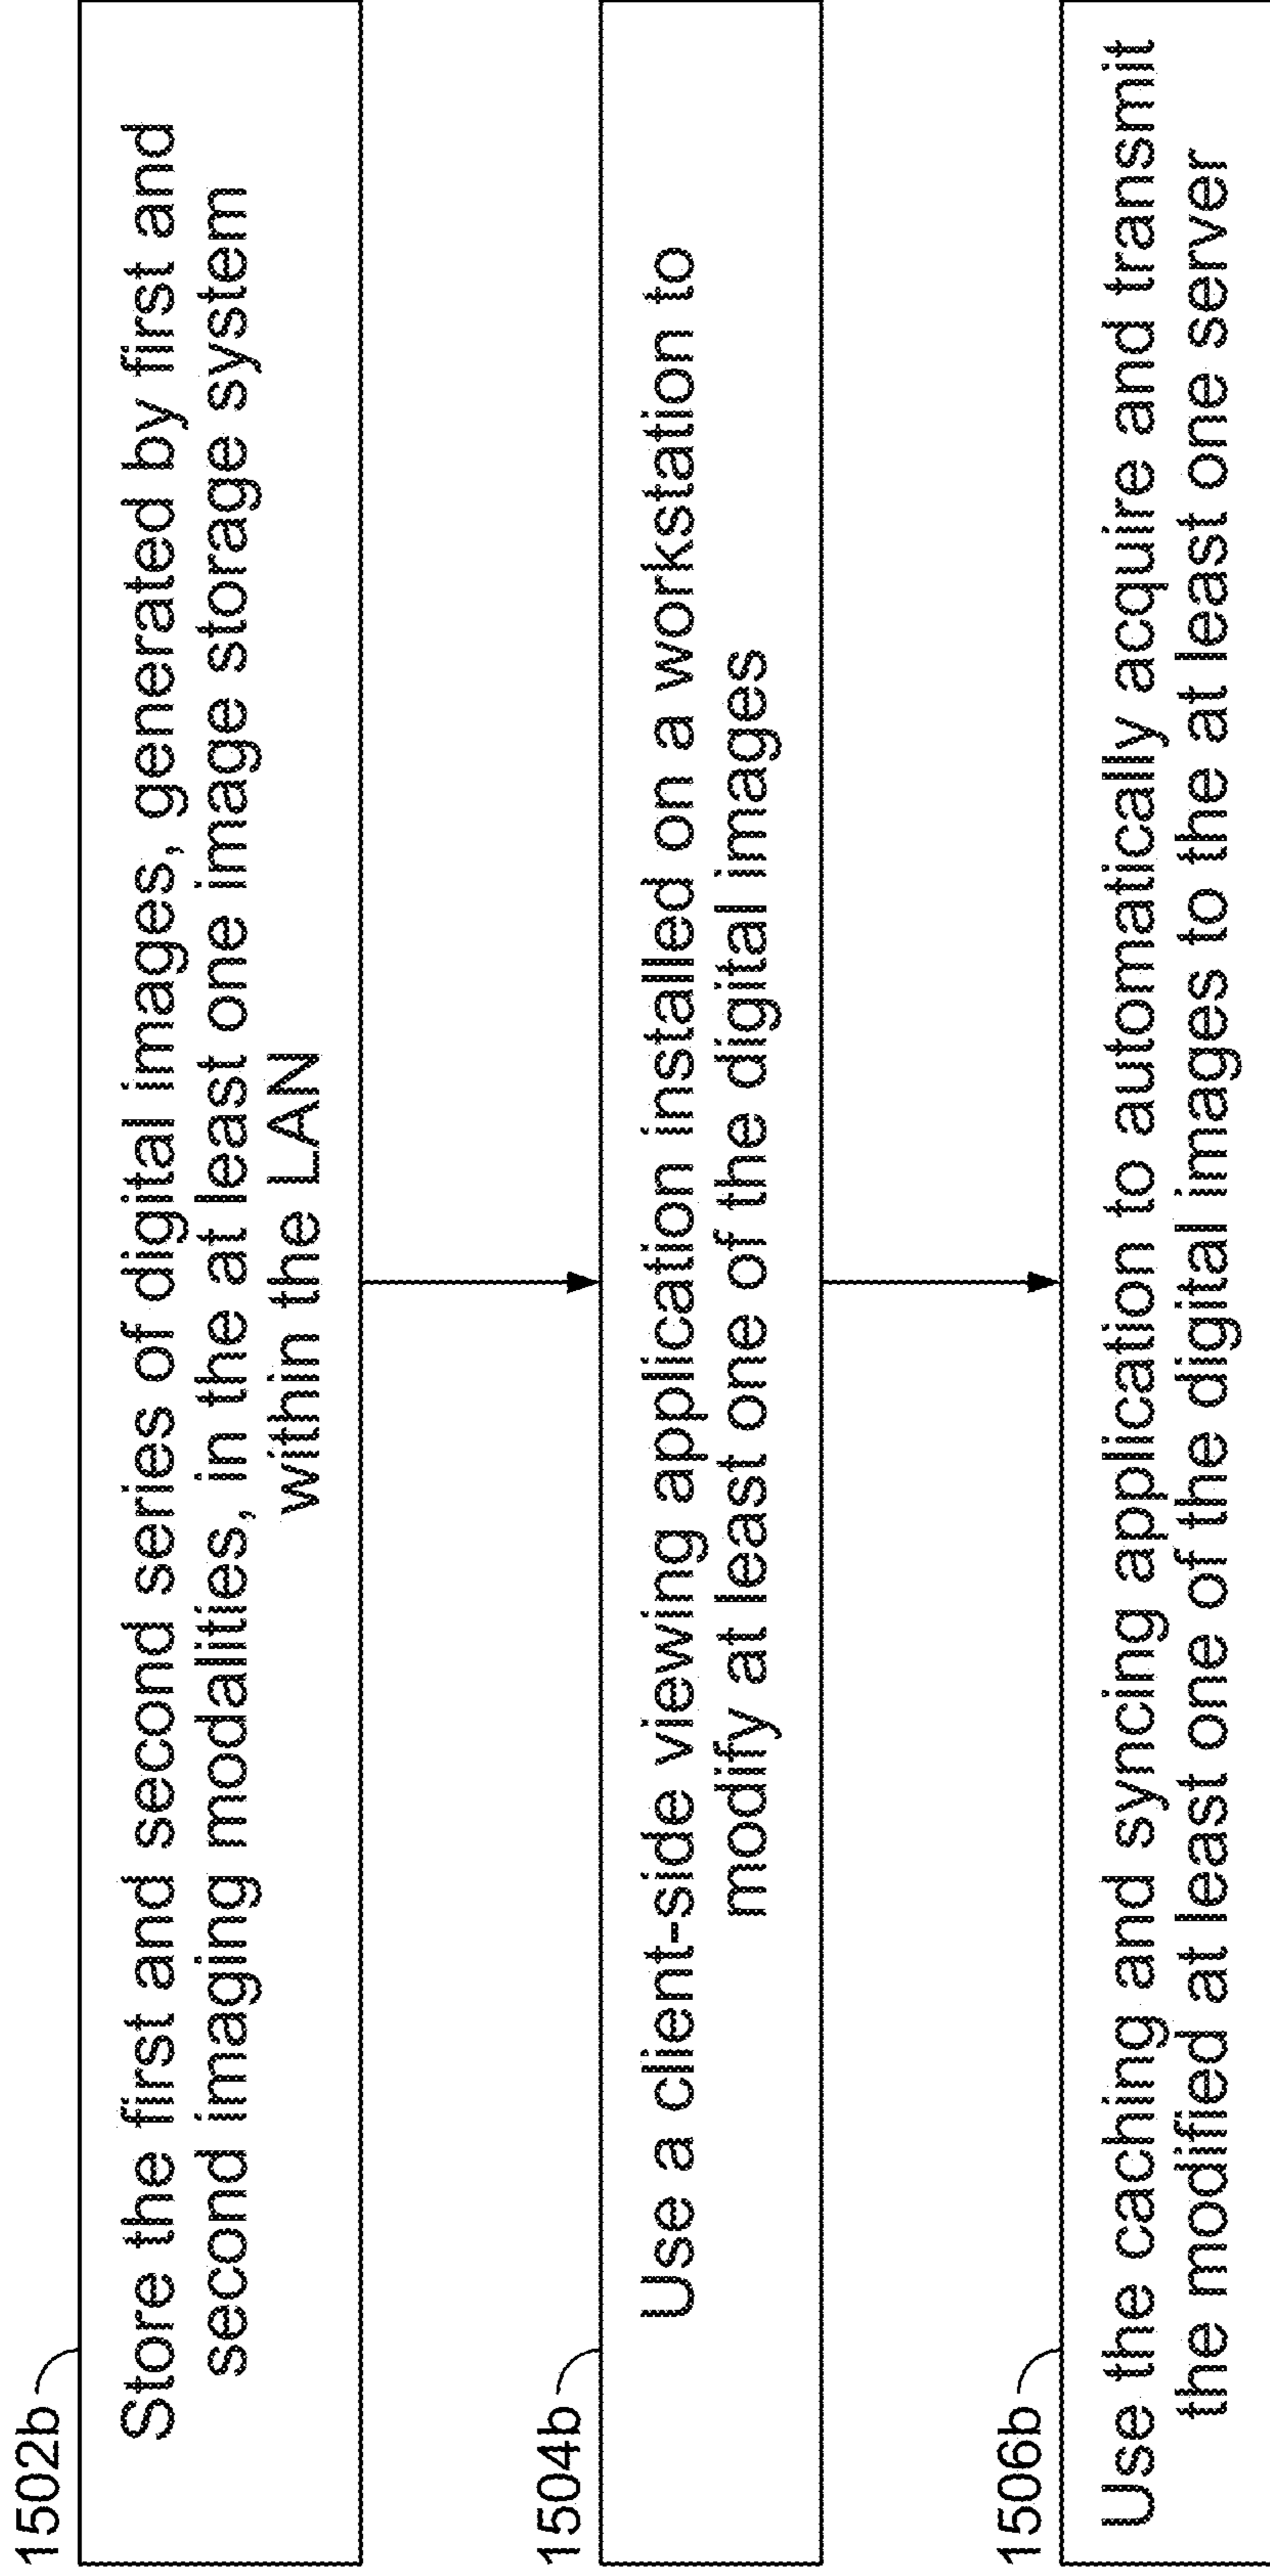 1502b
Store the first and second series of digital images, generated by first and
second imaging modalities, in the at least one image storage system
within the LAN
1504b
Use a client-side viewing application installed on a workstation to
modify at least one of the digital images
1506b
Use the caching and syncing application to automatically acquire and transmit
the modified at least one of the digital images to the at least one server